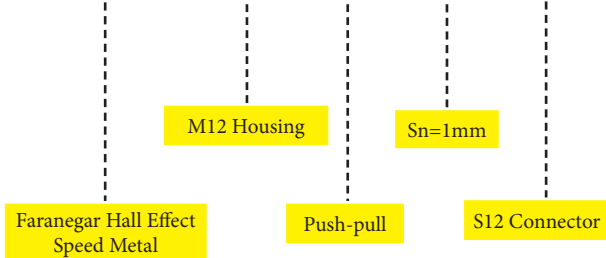 M12 Housing
Sn=1mm
Faranegar Hall Effect
Speed Metal
Push-pull
S12 Connector